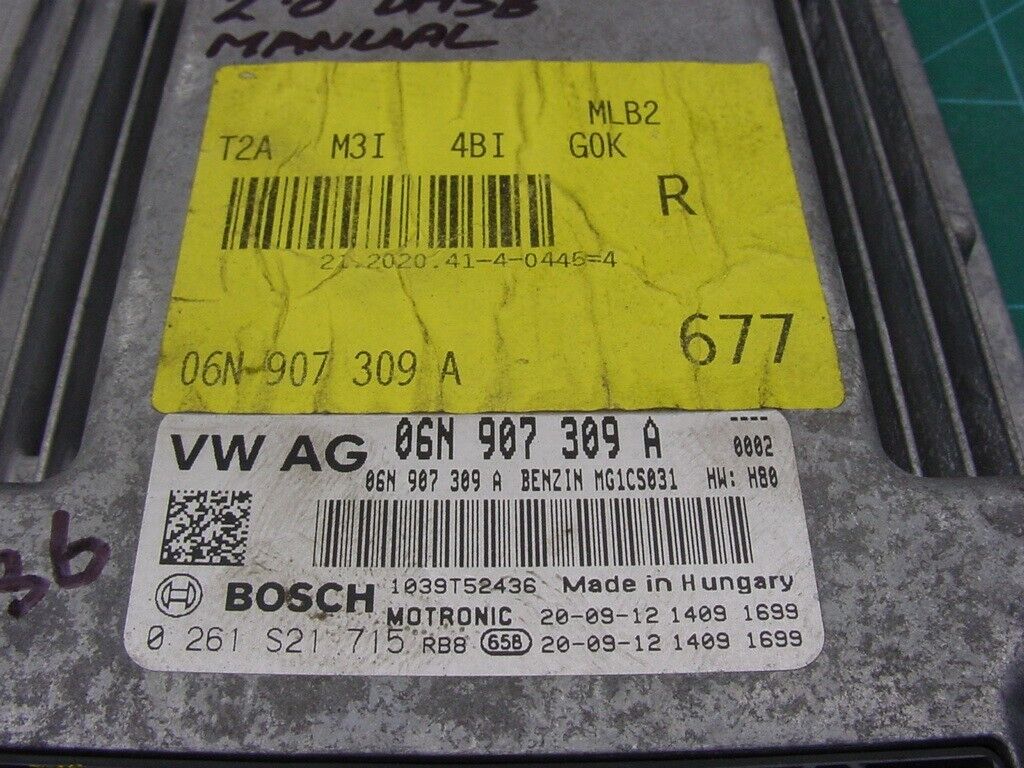 MANUAL
MLB2
T2A M3I 4BI G0K
R
21.2020.41-4-0445=4
677
06N 907 309 A
VW AG 06N 907 309 A ----
0002
06N 907 309 A BENZIN MG1CS031 HW: H80
36
1039T52436 Made in Hungary
BOSCH MOTRONIC 20-09-12 1409 1699
0 261 S21 715 RB8 65B 20-09-12 1409 1699